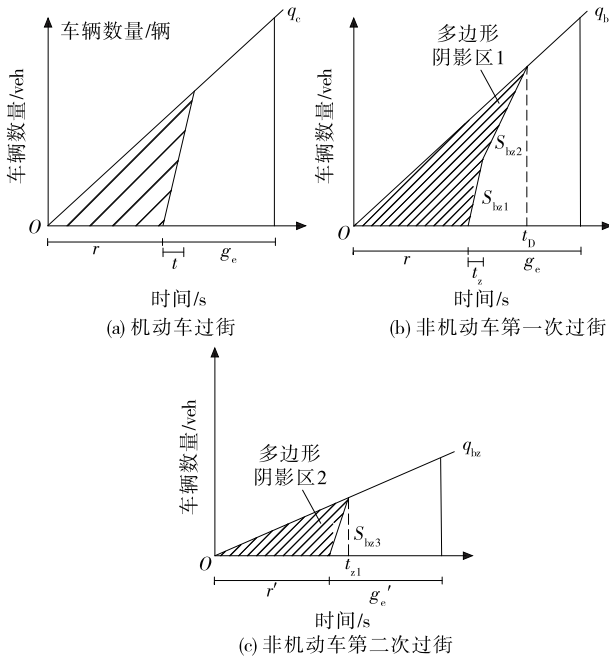 车辆数量/辆
q_c
车辆数量/veh
O
r
t
g_e
时间/s
(a) 机动车过街
多边形
阴影区1
q_b
车辆数量/veh
S_bz2
S_bz1
O
t_D
r
t_z
g_e
时间/s
(b) 非机动车第一次过街
多边形
阴影区2
q_bz
车辆数量/veh
S_bz3
O
t_z1
r′
g_e′
时间/s
(c) 非机动车第二次过街